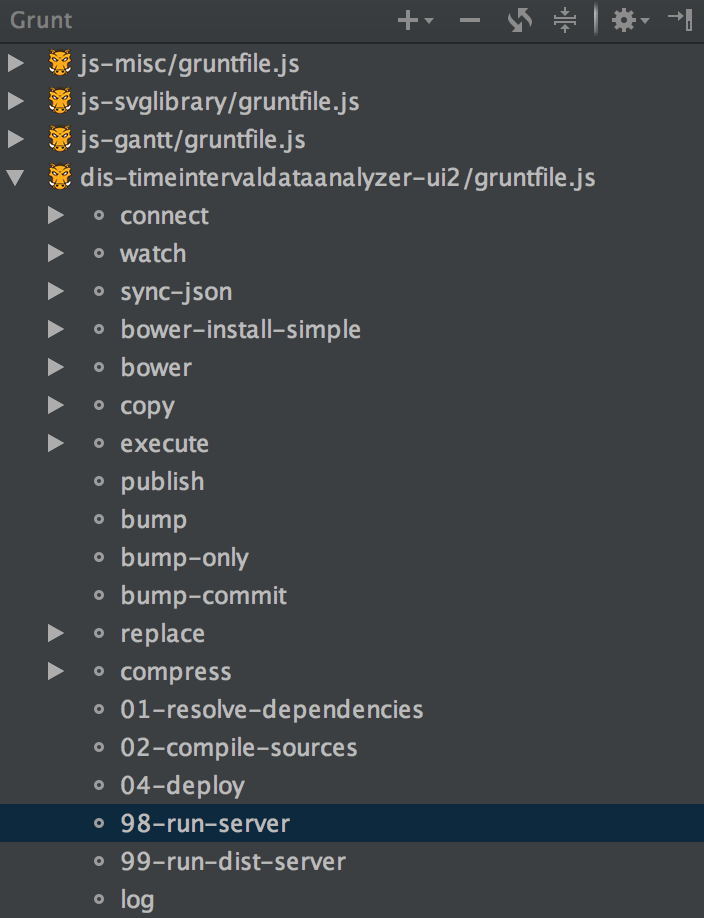 Grunt
js-misc/gruntfile.js
js-svglibrary/gruntfile.js
js-gantt/gruntfile.js
dis-timeintervaldataanalyzer-ui2/gruntfile.js
connect
watch
sync-json
bower-install-simple
bower
copy
execute
publish
bump
bump-only
bump-commit
replace
compress
01-resolve-dependencies
02-compile-sources
04-deploy
98-run-server
99-run-dist-server
log